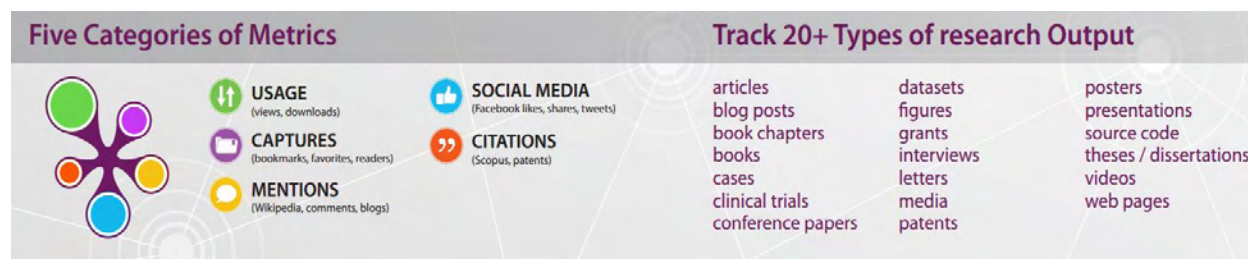 Five Categories of Metrics
USAGE
(views, downloads)
CAPTURES
(bookmarks, favorites, readers)
MENTIONS
(Wikipedia, comments, blogs)
SOCIAL MEDIA
(Facebook likes, shares, tweets)
CITATIONS
(Scopus, patents)
Track 20+ Types of research Output
articles
blog posts
book chapters
books
cases
clinical trials
conference papers
datasets
figures
grants
interviews
letters
media
patents
posters
presentations
source code
theses / dissertations
videos
web pages